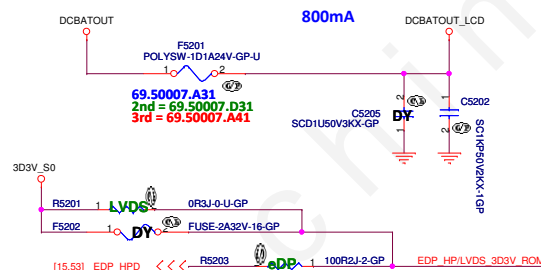 800mA
DCBATOUT
DCBATOUT_LCD
F5201
POLYSW-1D1A24V-GP-U
1 2
69.50007.A31
2nd = 69.50007.D31
3rd = 69.50007.A41
C5205
DY
SCD1U50V3KX-GP
2 1
C5202
SC1KP50V2KX-1GP
1 2
3D3V_S0
R5201 1 LVDS 0R3J-0-U-GP
F5202 1 DY 2 FUSE-2A32V-16-GP
[15,53] EDP_HPD R5203 eDP 1 100R2J-2-GP EDP_HP/LVDS_3D3V_ROM
c h i n